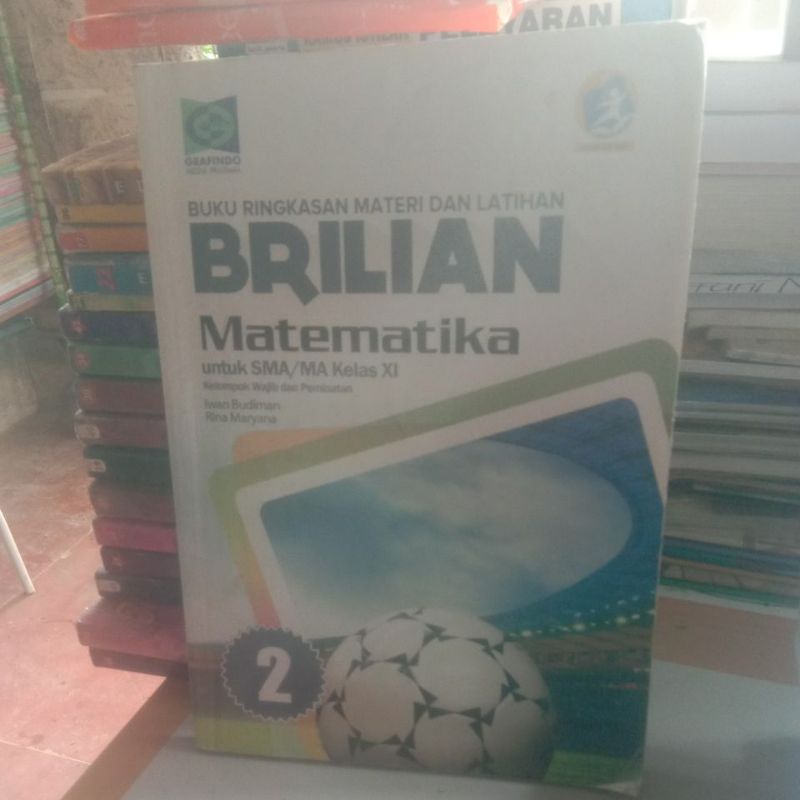 GRAFINDO
BUKU RINGKASAN MATERI DAN LATIHAN
BRILIAN
Matematika
untuk SMA/MA Kelas XI
Kelompok Wajib dan Peminatan
Iwan Budiman
Rina Maryana
2